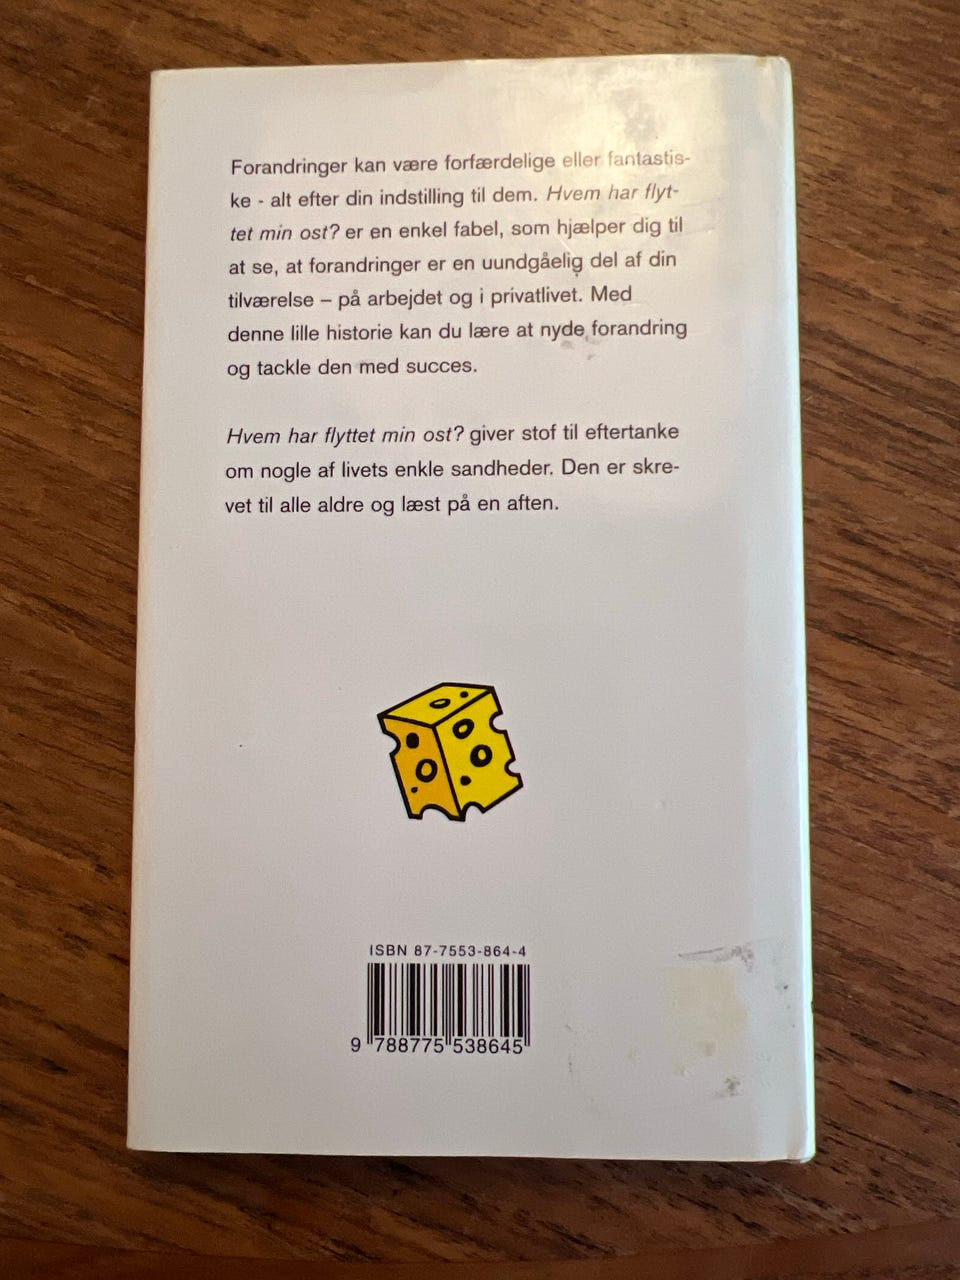 Forandringer kan være forfærdelige eller fantastis-
ke - alt efter din indstilling til dem. Hvem har flyt-
tet min ost? er en enkel fabel, som hjælper dig til
at se, at forandringer er en uundgåelig del af din
tilværelse – på arbejdet og i privatlivet. Med
denne lille historie kan du lære at nyde forandring
og tackle den med succes.
Hvem har flyttet min ost? giver stof til eftertanke
om nogle af livets enkle sandheder. Den er skre-
vet til alle aldre og læst på en aften.
ISBN 87-7553-864-4
9 788775 538645